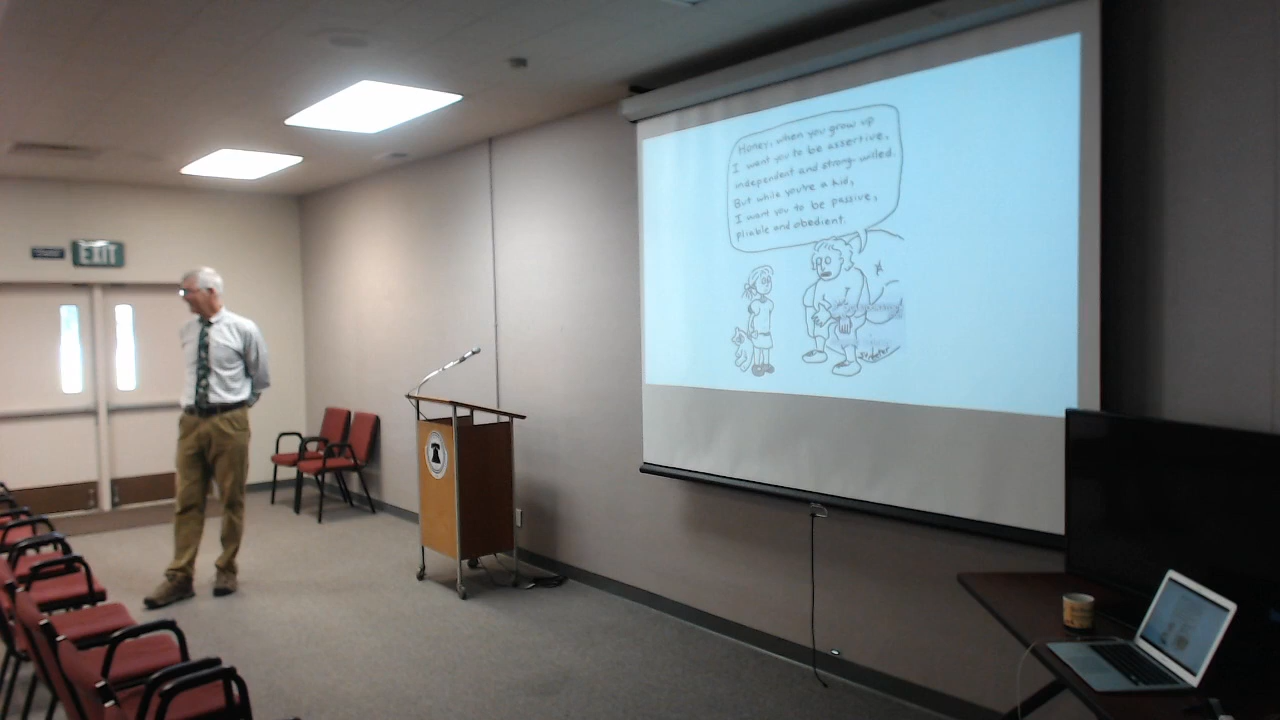 EXIT
Honey, when you grow up
I want you to be assertive,
independent and strong-willed.
But while you're a kid,
I want you to be passive,
pliable and obedient.